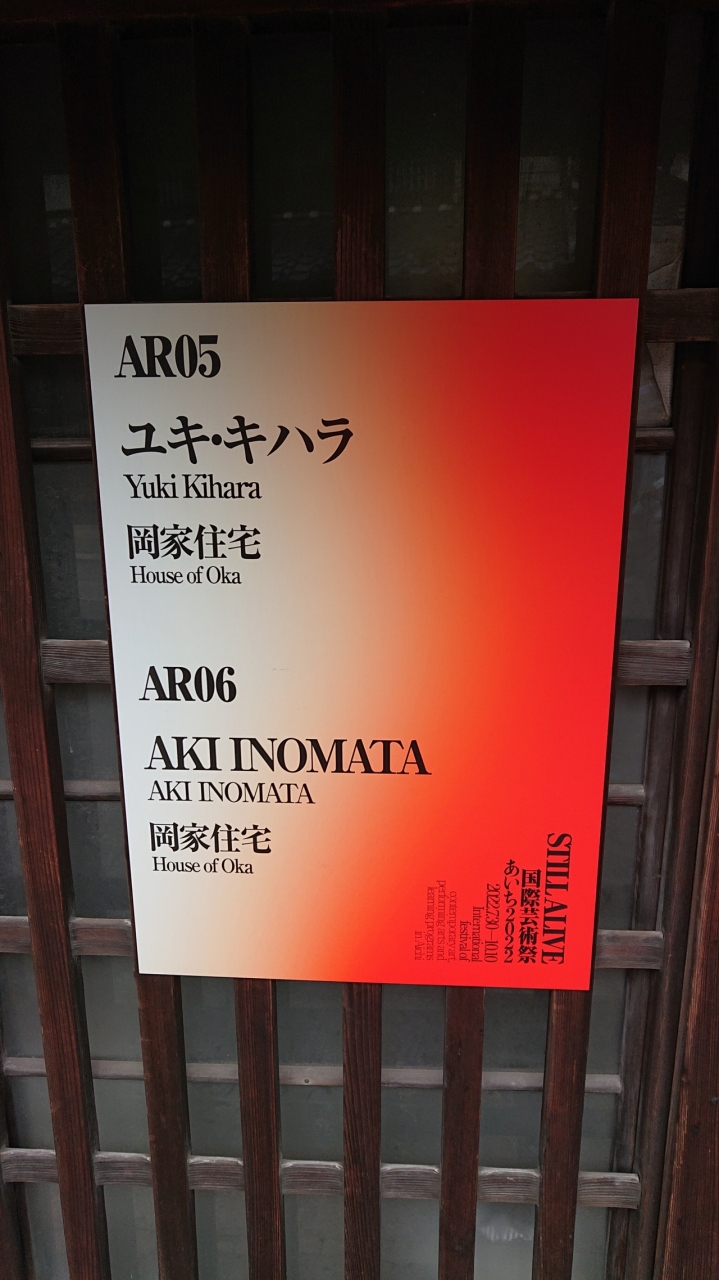 AR05
ユキ・キハラ
Yuki Kihara
岡家住宅
House of Oka
AR06
AKI INOMATA
AKI INOMATA
岡家住宅
House of Oka
STILL ALIVE
国際芸術祭
あいち2022
2022.7.30—10.10
International
festival of
contemporary art,
performing arts and
learning programs
in Aichi